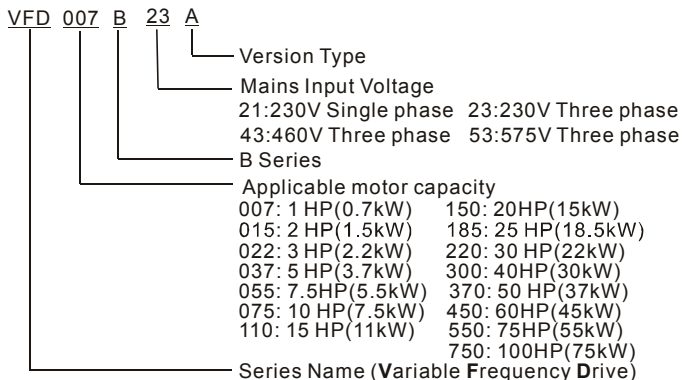 VFD 007 B 23 A
Version Type
Mains Input Voltage
21:230V Single phase 23:230V Three phase
43:460V Three phase 53:575V Three phase
B Series
Applicable motor capacity
007: 1 HP(0.7kW) 150: 20HP(15kW)
015: 2 HP(1.5kW) 185: 25 HP(18.5kW)
022: 3 HP(2.2kW) 220: 30 HP(22kW)
037: 5 HP(3.7kW) 300: 40HP(30kW)
055: 7.5HP(5.5kW) 370: 50 HP(37kW)
075: 10 HP(7.5kW) 450: 60HP(45kW)
110: 15 HP(11kW) 550: 75HP(55kW)
750: 100HP(75kW)
Series Name (Variable Frequency Drive)